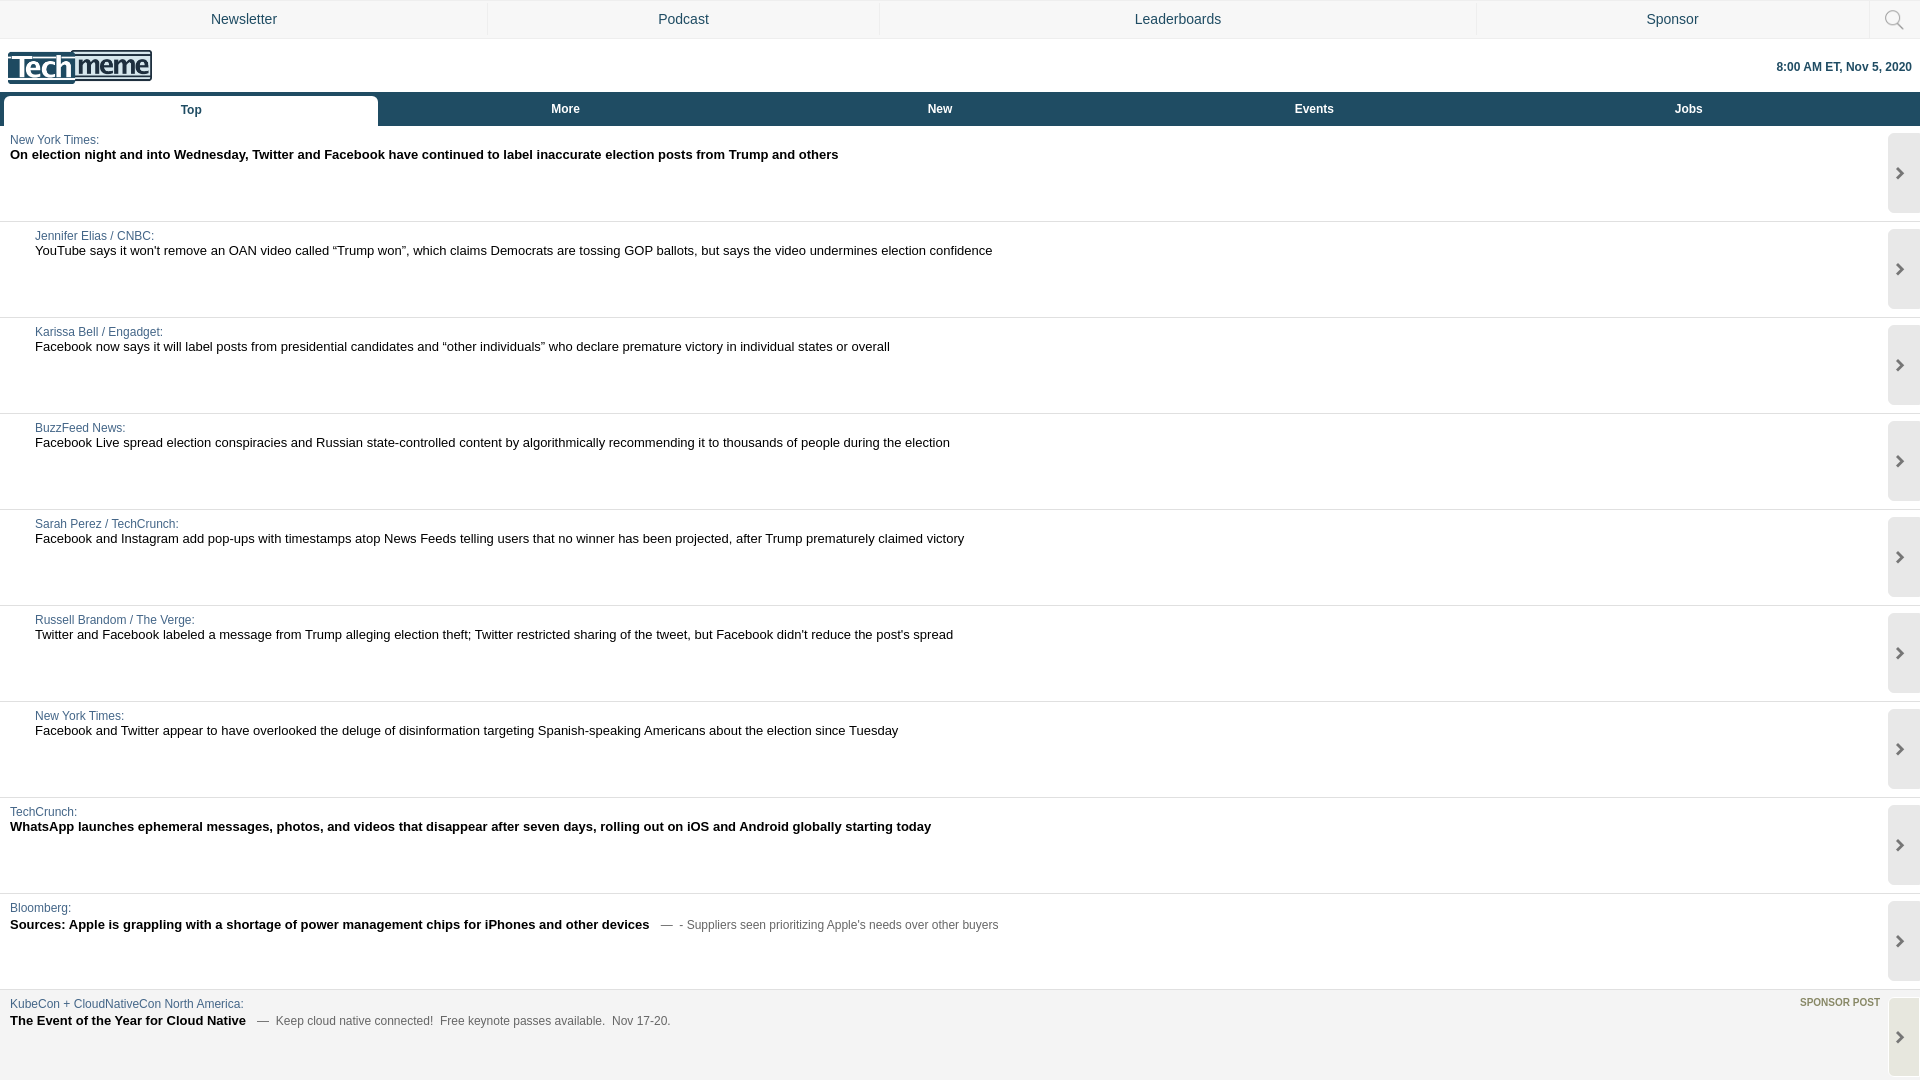 Newsletter
Podcast
Leaderboards
Sponsor
Techmeme
8:00 AM ET, Nov 5, 2020
Top
More
New
Events
Jobs
New York Times:
On election night and into Wednesday, Twitter and Facebook have continued to label inaccurate election posts from Trump and others
Jennifer Elias / CNBC:
YouTube says it won't remove an OAN video called “Trump won”, which claims Democrats are tossing GOP ballots, but says the video undermines election confidence
Karissa Bell / Engadget:
Facebook now says it will label posts from presidential candidates and “other individuals” who declare premature victory in individual states or overall
BuzzFeed News:
Facebook Live spread election conspiracies and Russian state-controlled content by algorithmically recommending it to thousands of people during the election
Sarah Perez / TechCrunch:
Facebook and Instagram add pop-ups with timestamps atop News Feeds telling users that no winner has been projected, after Trump prematurely claimed victory
Russell Brandom / The Verge:
Twitter and Facebook labeled a message from Trump alleging election theft; Twitter restricted sharing of the tweet, but Facebook didn't reduce the post's spread
New York Times:
Facebook and Twitter appear to have overlooked the deluge of disinformation targeting Spanish-speaking Americans about the election since Tuesday
TechCrunch:
WhatsApp launches ephemeral messages, photos, and videos that disappear after seven days, rolling out on iOS and Android globally starting today
Bloomberg:
Sources: Apple is grappling with a shortage of power management chips for iPhones and other devices — - Suppliers seen prioritizing Apple's needs over other buyers
KubeCon + CloudNativeCon North America:
SPONSOR POST
The Event of the Year for Cloud Native — Keep cloud native connected! Free keynote passes available. Nov 17-20.